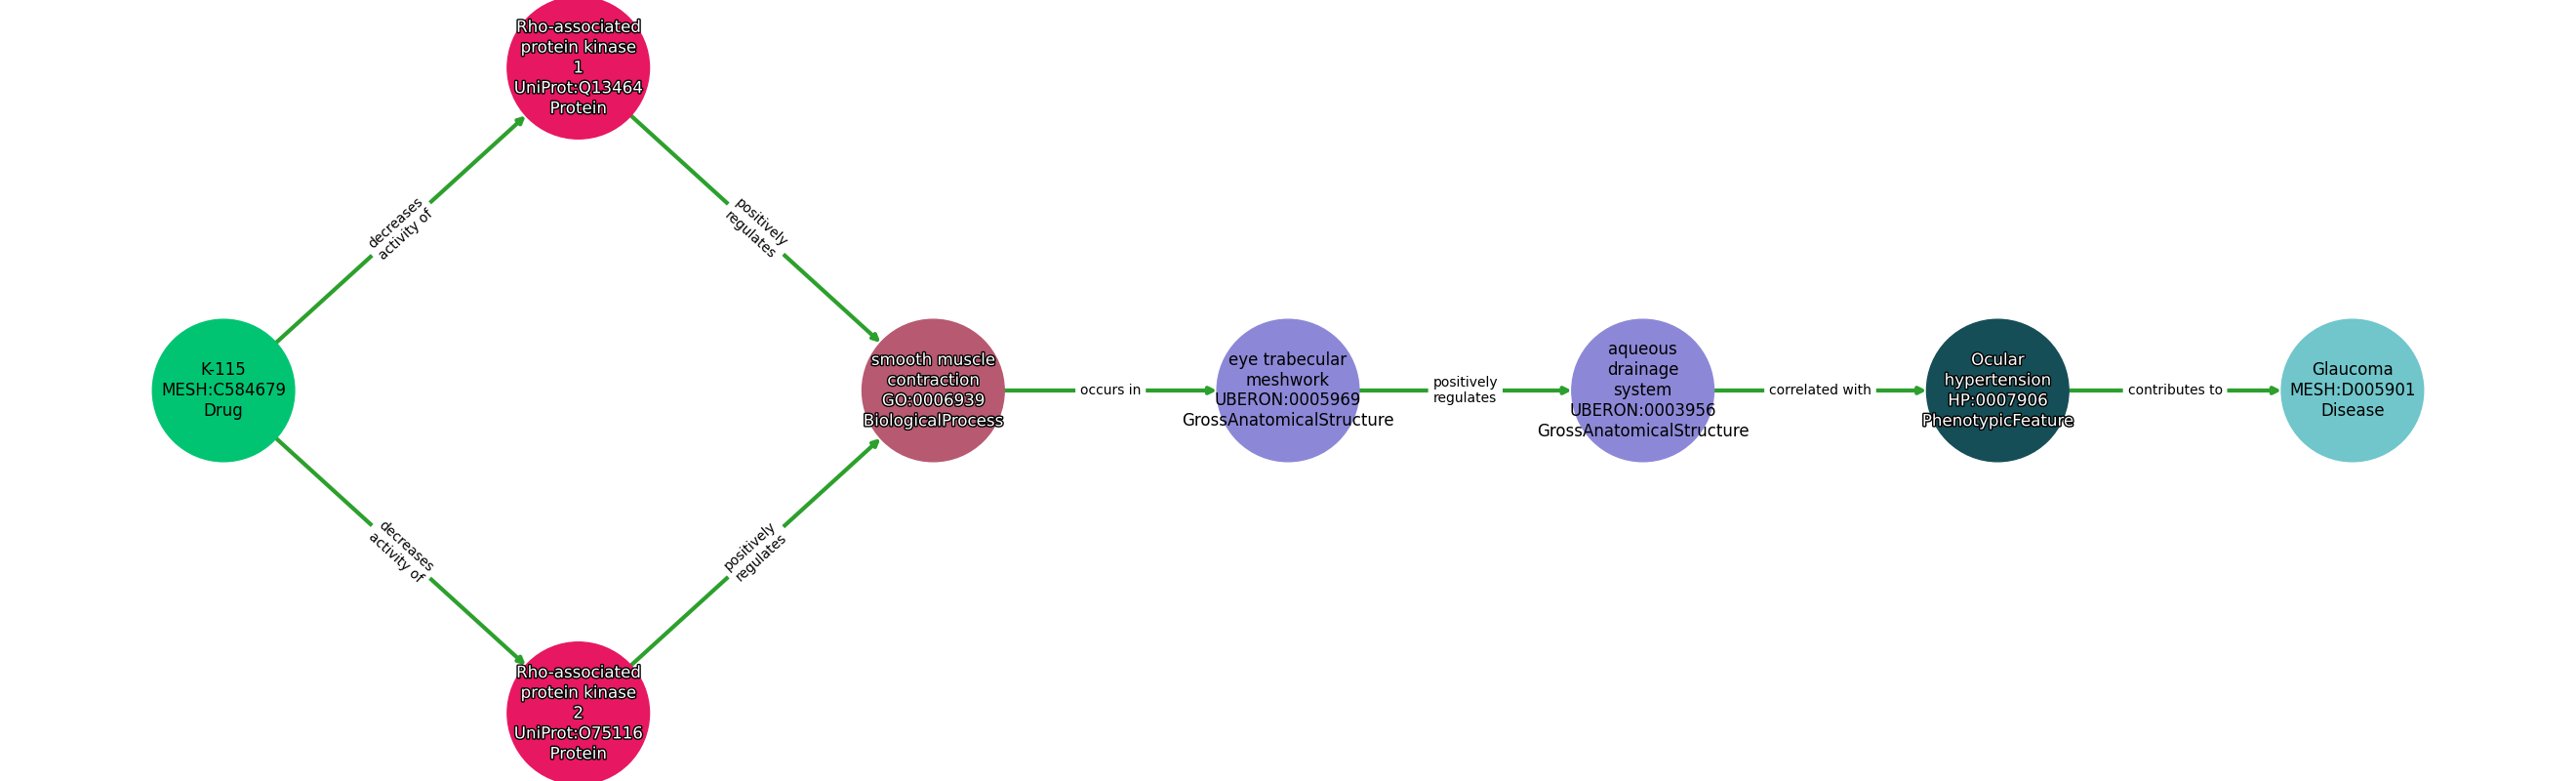 Rho-associated
protein kinase
1
UniProt:Q13464
Protein
decreases
activity of
positively
regulates
K-115
MESH:C584679
Drug
smooth muscle
contraction
GO:0006939
BiologicalProcess
occurs in
eye trabecular
meshwork
UBERON:0005969
GrossAnatomicalStructure
positively
regulates
aqueous
drainage
system
UBERON:0003956
GrossAnatomicalStructure
correlated with
Ocular
hypertension
HP:0007906
PhenotypicFeature
contributes to
Glaucoma
MESH:D005901
Disease
decreases
activity of
positively
regulates
Rho-associated
protein kinase
2
UniProt:O75116
Protein